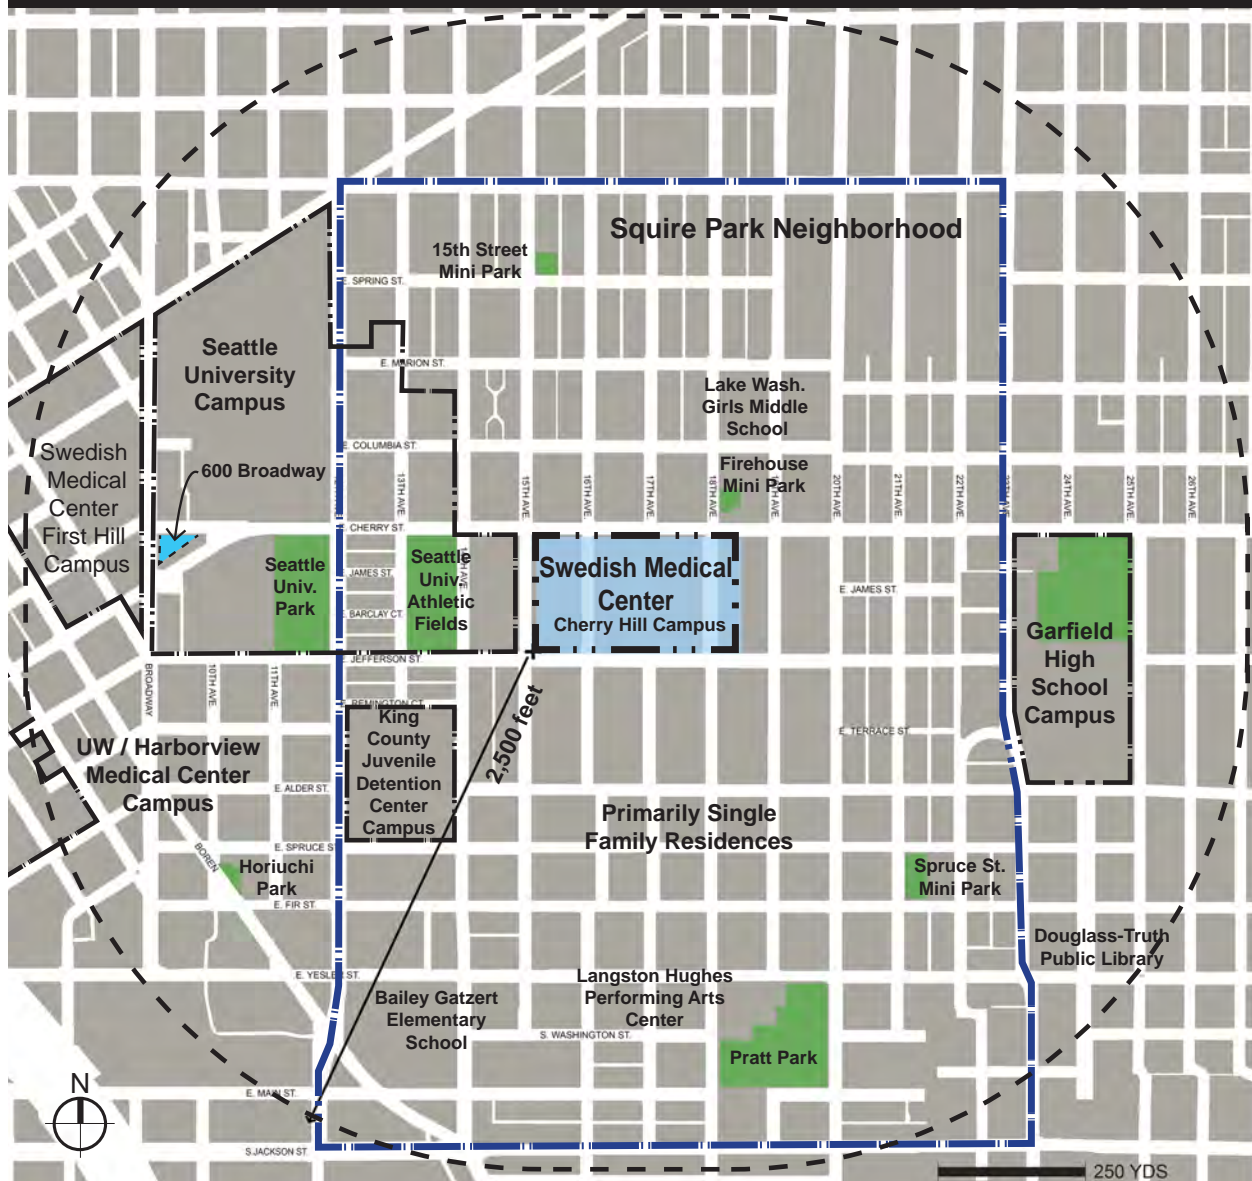 Squire Park Neighborhood
15th Street
Mini Park
E. SPRING ST.
Seattle
University
Campus
E. MARION ST.
Lake Wash.
Girls Middle
School
E. COLUMBIA ST.
Swedish
Medical
Center
First Hill
Campus
600 Broadway
Firehouse
Mini Park
13TH AVE.
15TH AVE.
16TH AVE.
17TH AVE.
18TH AVE.
20TH AVE.
21TH AVE.
22TH AVE.
24TH AVE.
25TH AVE.
26TH AVE.
E. CHERRY ST.
Seattle
Univ.
Park
E. JAMES ST.
E. BARCLAY CT.
Seattle
Univ.
Athletic
Fields
Swedish Medical
Center
Cherry Hill Campus
E. JAMES ST.
Garfield
High
School
Campus
E. JEFFERSON ST.
BROADWAY
10TH AVE.
11TH AVE.
E. REMINGTON CT.
2,500 feet
King
County
Juvenile
Detention
Center
Campus
E. TERRACE ST.
UW / Harborview
Medical Center
Campus
E. ALDER ST.
Primarily Single
Family Residences
BOREN
E. SPRUCE ST
Horiuchi
Park
Spruce St.
Mini Park
E. FIR ST.
Douglass-Truth
Public Library
E. YESLER ST.
Bailey Gatzert
Elementary
School
Langston Hughes
Performing Arts
Center
S. WASHINGTON ST.
Pratt Park
N
E. MAIN ST.
S.JACKSON ST.
250 YDS